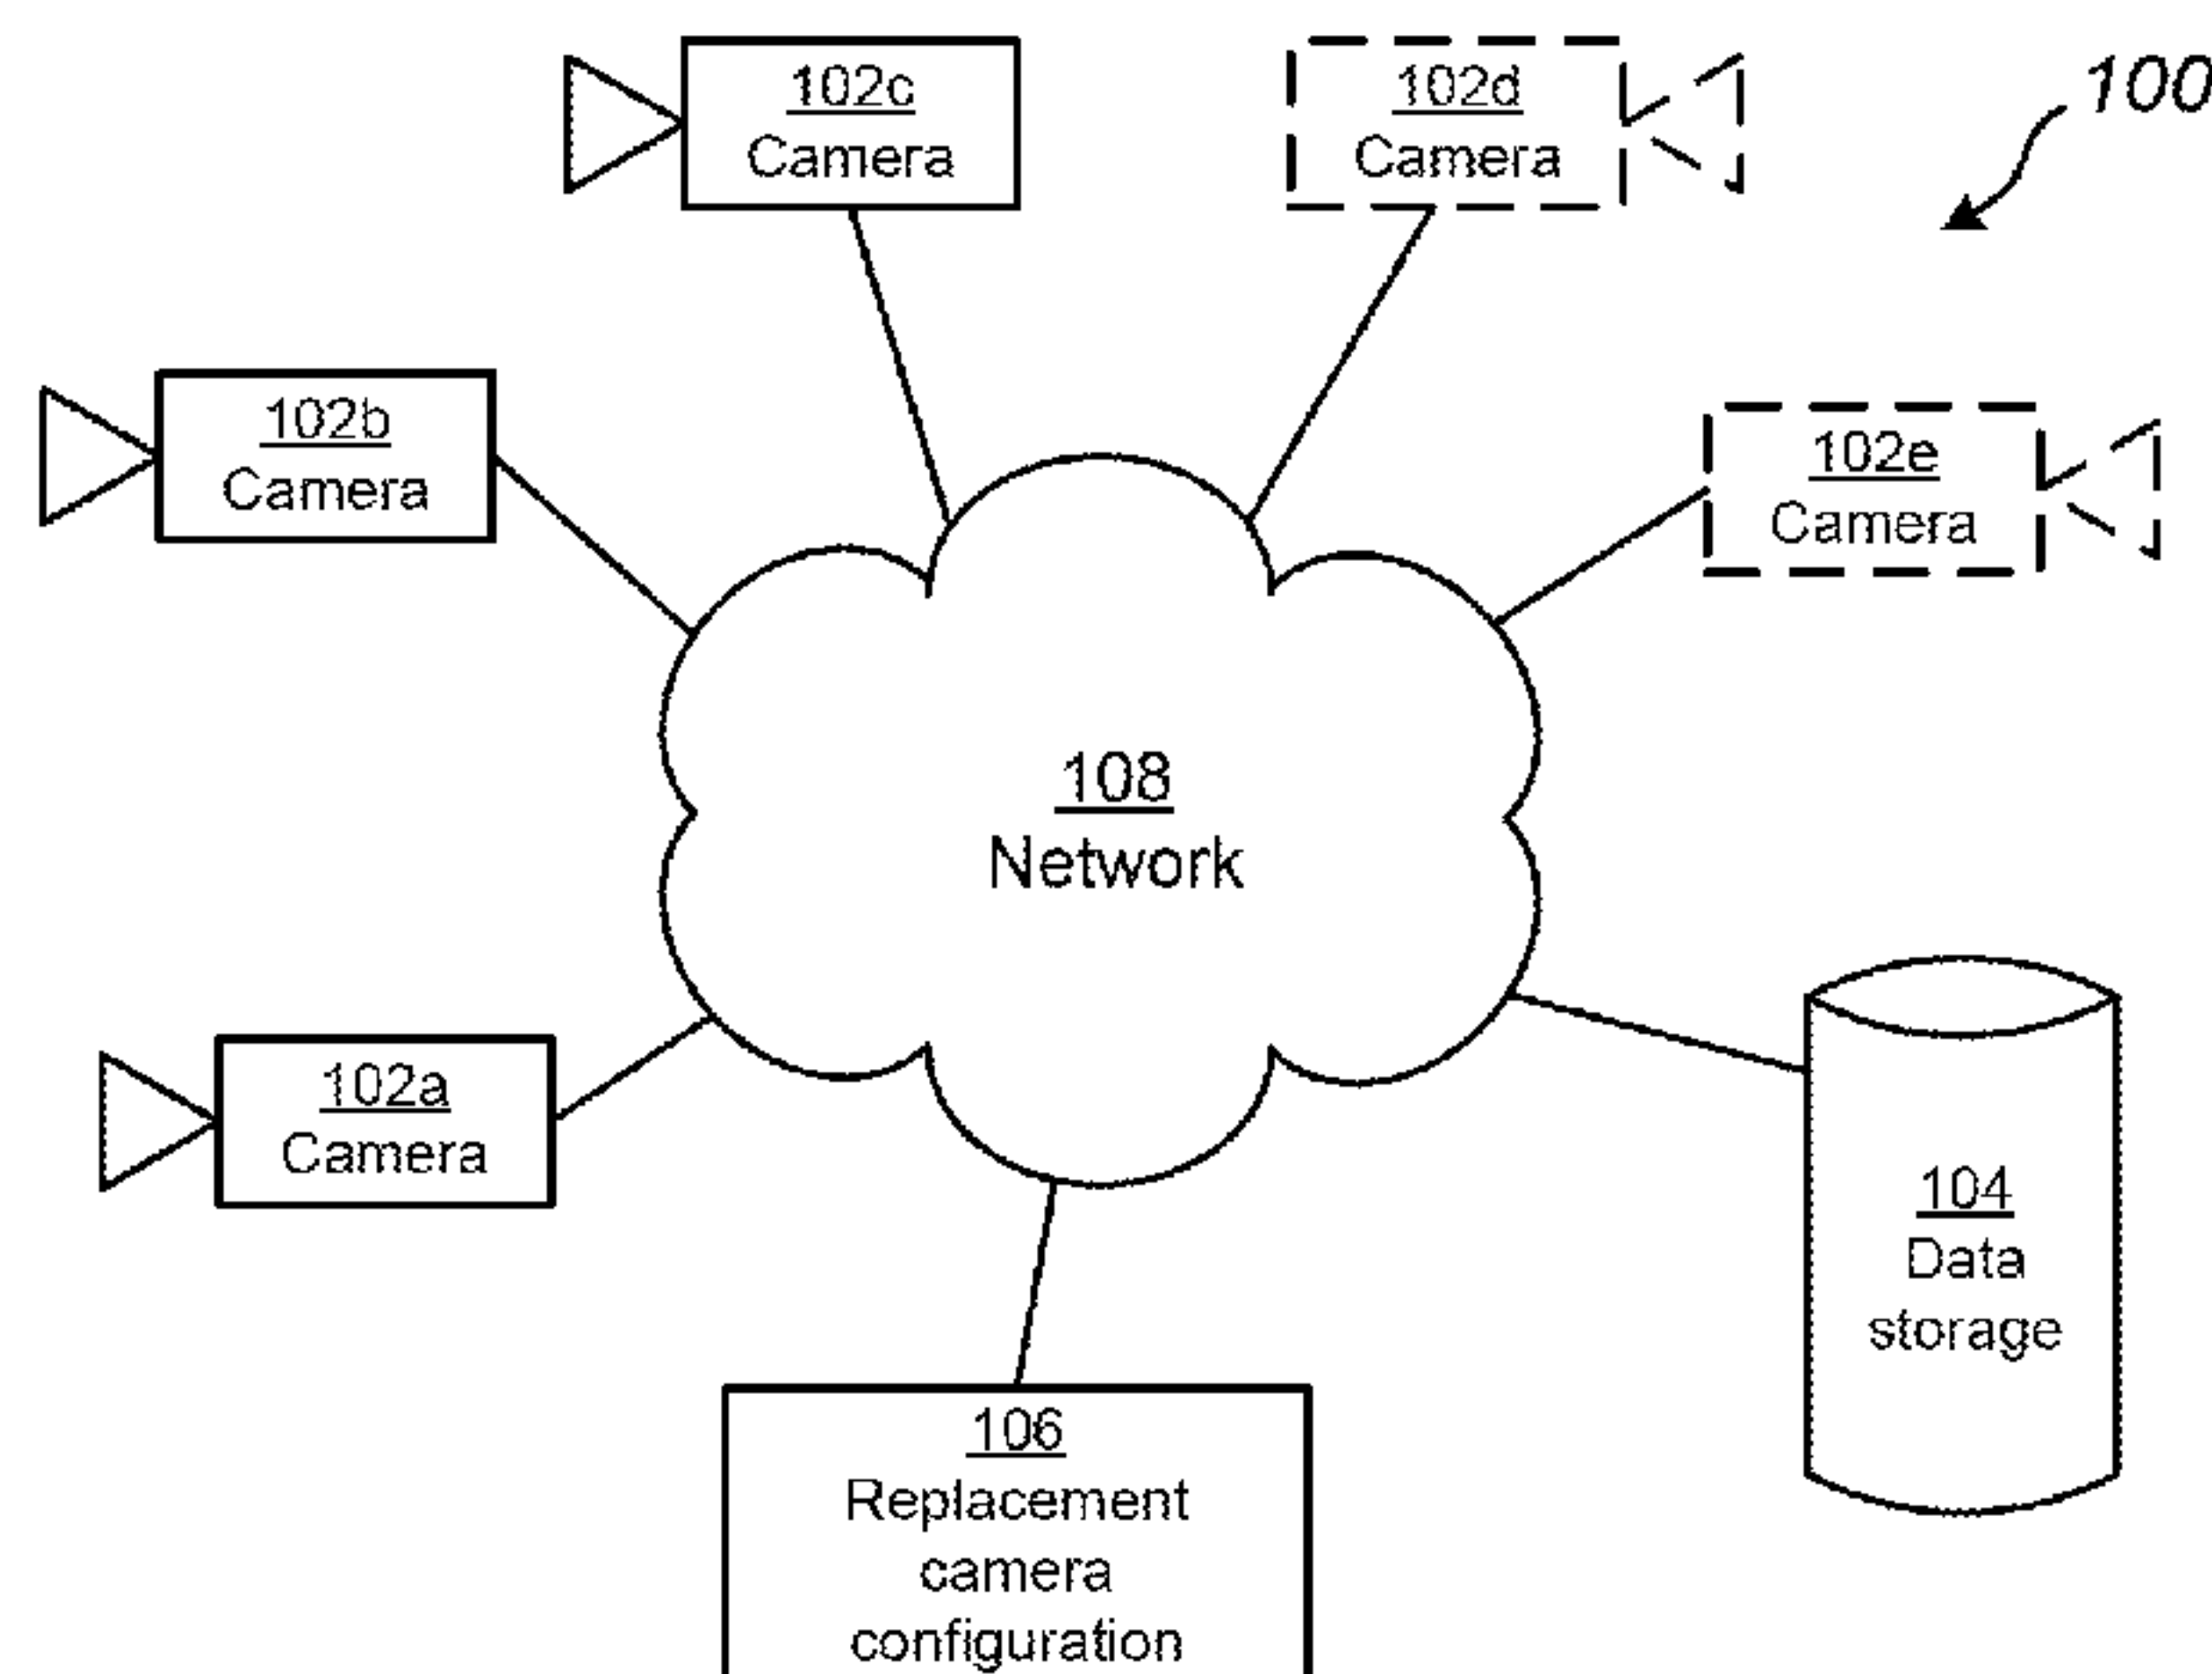 102c
Camera
102d
Camera
100
102b
Camera
102e
Camera
108
Network
102a
Camera
104
Data
storage
106
Replacement
camera
configuration